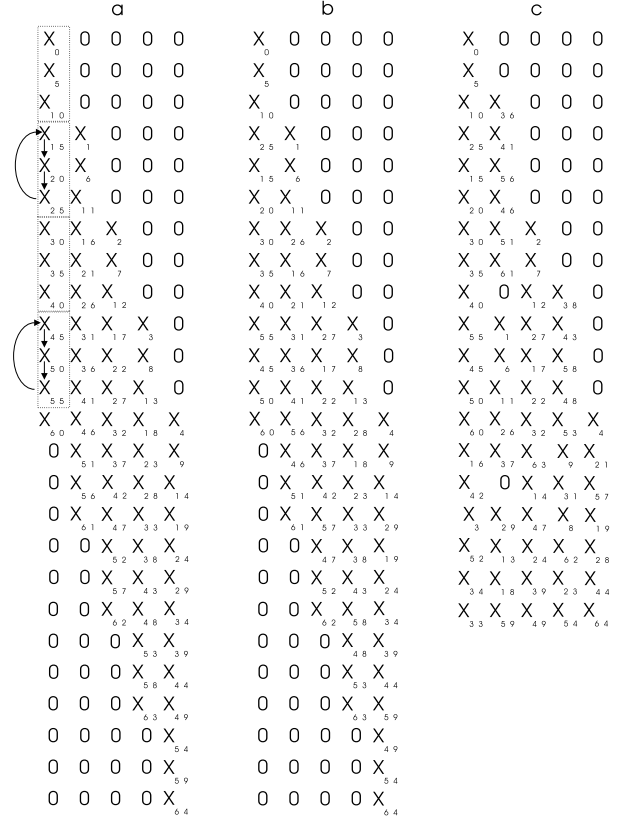 a b c
X0 0 0 0 0 X0 0 0 0 0 X0 0 0 0 0
X5 0 0 0 0 X5 0 0 0 0 X5 0 0 0 0
X10 0 0 0 0 X10 0 0 0 0 X10 X36 0 0 0
X15 X1 0 0 0 X25 X1 0 0 0 X25 X41 0 0 0
X20 X6 0 0 0 X15 X6 0 0 0 X15 X56 0 0 0
X25 X11 0 0 0 X20 X11 0 0 0 X20 X46 0 0 0
X30 X16 X2 0 0 X30 X26 X2 0 0 X30 X51 X2 0 0
X35 X21 X7 0 0 X35 X16 X7 0 0 X35 X61 X7 0 0
X40 X26 X12 0 0 X40 X21 X12 0 0 X40 0 X12 X38 0
X45 X31 X17 X3 0 X55 X31 X27 X3 0 X55 X1 X27 X43 0
X50 X36 X22 X8 0 X45 X36 X17 X8 0 X45 X6 X17 X58 0
X55 X41 X27 X13 0 X50 X41 X22 X13 0 X50 X11 X22 X48 0
X60 X46 X32 X18 X4 X60 X56 X32 X28 X4 X60 X26 X32 X53 X4
0 X51 X37 X23 X9 0 X46 X37 X34 X9 X16 X37 X63 X9 X21
0 X56 X42 X28 X14 0 X51 X42 X23 X14 X42 0 X14 X31 X57
0 X61 X47 X33 X19 0 X61 X57 X33 X29 X3 X29 X47 X8 X19
0 0 X52 X38 X24 0 0 X47 X38 X19 X52 X13 X24 X62 X28
0 0 X57 X43 X29 0 0 X52 X43 X24 X34 X18 X39 X23 X44
0 0 X62 X48 X34 0 0 X62 X58 X34 X33 X59 X49 X54 X64
0 0 0 X53 X39 0 0 0 X48 X39
0 0 0 X58 X44 0 0 0 X53 X44
0 0 0 X63 X49 0 0 0 X63 X59
0 0 0 0 X54 0 0 0 0 X49
0 0 0 0 X59 0 0 0 0 X54
0 0 0 0 X64 0 0 0 0 X64